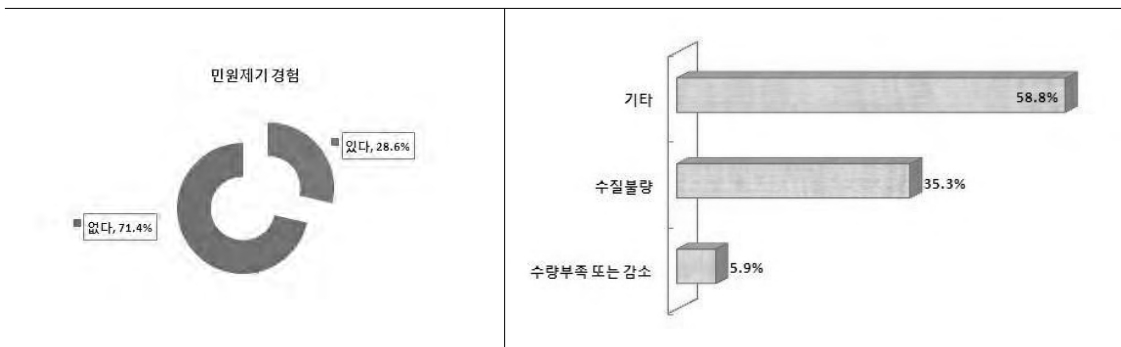 민원제기 경험
있다, 28.6%
없다, 71.4%
기타
58.8%
수질불량
35.3%
수량부족 또는 감소
5.9%